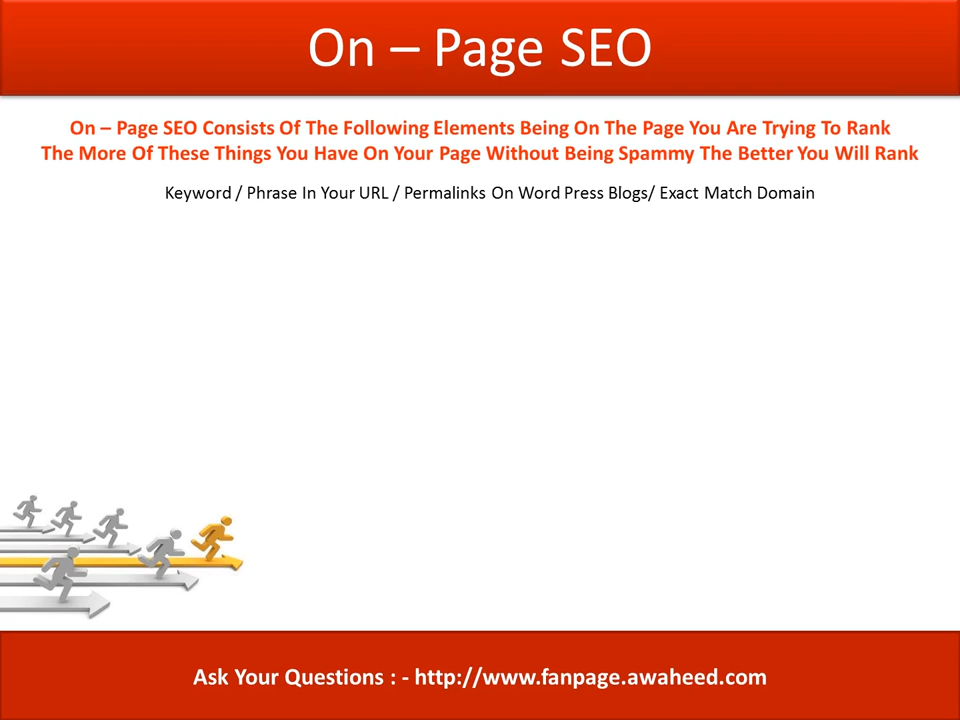 On – Page SEO
On – Page SEO Consists Of The Following Elements Being On The Page You Are Trying To Rank
The More Of These Things You Have On Your Page Without Being Spammy The Better You Will Rank
Keyword / Phrase In Your URL / Permalinks On Word Press Blogs/ Exact Match Domain
Ask Your Questions : - http://www.fanpage.awaheed.com